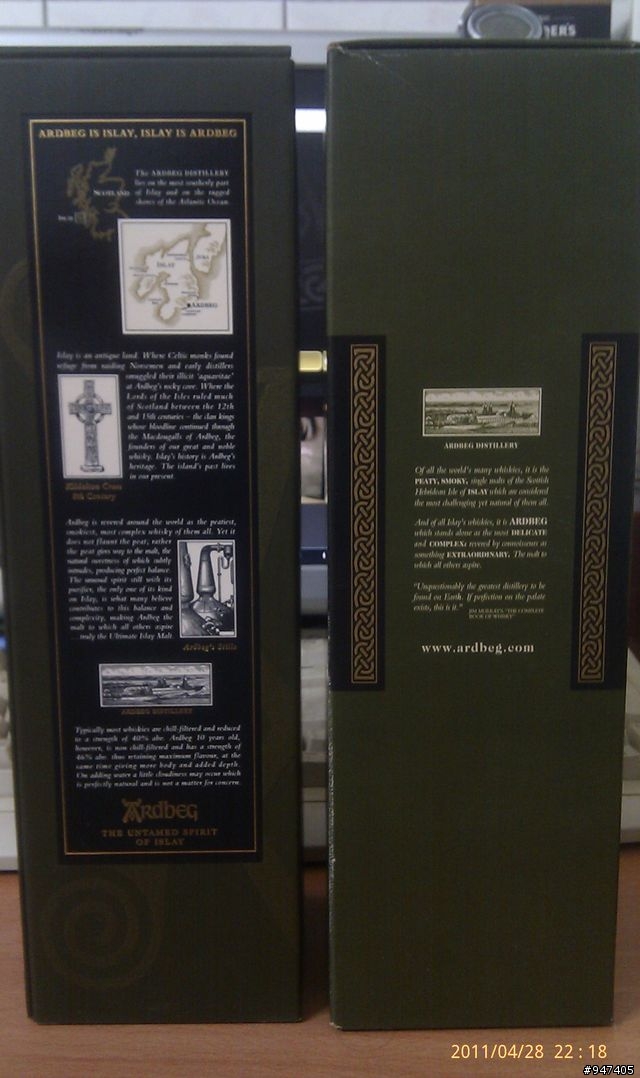 ER'S
ARDBEG IS ISLAY, ISLAY IS ARDBEG
The ARDBEG DISTILLERY
lies on the most southerly part
of Islay and on the rugged
shores of the Atlantic Ocean.
SCOTLAND
ISLAY
JURA
ARDBEG
Islay is an antique land. Where Celtic monks found
refuge from raiding Norsemen and early distillers
smuggled their illicit 'aquavitae'
at Ardbeg's rocky cove. Where the
Lords of the Isles ruled much
of Scotland between the 12th
and 15th centuries – the clan kings
whose bloodline continued through
the Macdougalls of Ardbeg, the
founders of our great and noble
whisky. Islay's history is Ardbeg's
heritage. The island's past lives
in our present.
Kildalton Cross
8th Century
Ardbeg is revered around the world as the peatiest,
smokiest, most complex whisky of them all. Yet it
does not flaunt the peat; rather
the peat gives way to the malt, the
natural sweetness of which subtly
intrudes, producing perfect balance.
The unusual spirit still with its
purifier, the only one of its kind
on Islay, is what many believe
contributes to this balance and
complexity, making Ardbeg the
malt to which all others aspire
....truly the Ultimate Islay Malt.
Ardbeg's Stills
ARDBEG DISTILLERY
Typically most whiskies are chill-filtered and reduced
to a strength of 40% abv. Ardbeg 10 years old,
however, is non chill-filtered and has a strength of
46% abv. thus retaining maximum flavour, at the
same time giving more body and added depth.
On adding water a little cloudiness may occur which
is perfectly natural and is not a matter for concern.
ARDBEG
THE UNTAMED SPIRIT
OF ISLAY
ARDBEG DISTILLERY
Of all the world's many whiskies, it is the
PEATY, SMOKY, single malts of the Scottish
Hebridean Isle of ISLAY which are considered
the most challenging yet natural of them all.
And of all Islay's whiskies, it is ARDBEG
which stands alone as the most DELICATE
and COMPLEX: revered by connoisseurs as
something EXTRAORDINARY. The malt to
which all others aspire.
"Unquestionably the greatest distillery to be
found on Earth. If perfection on the palate
exists, this is it."
JIM MURRAY'S "THE COMPLETE
BOOK OF WHISKY"
www.ardbeg.com
2011/04/28 22:18
#947405